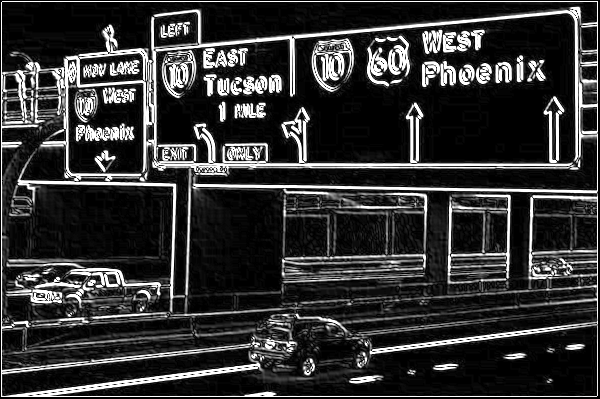 LEFT
HOV LANE
10 WEST
Phoenix
10 EAST
Tucson
1 MILE
EXIT ONLY
10 60 WEST
Phoenix